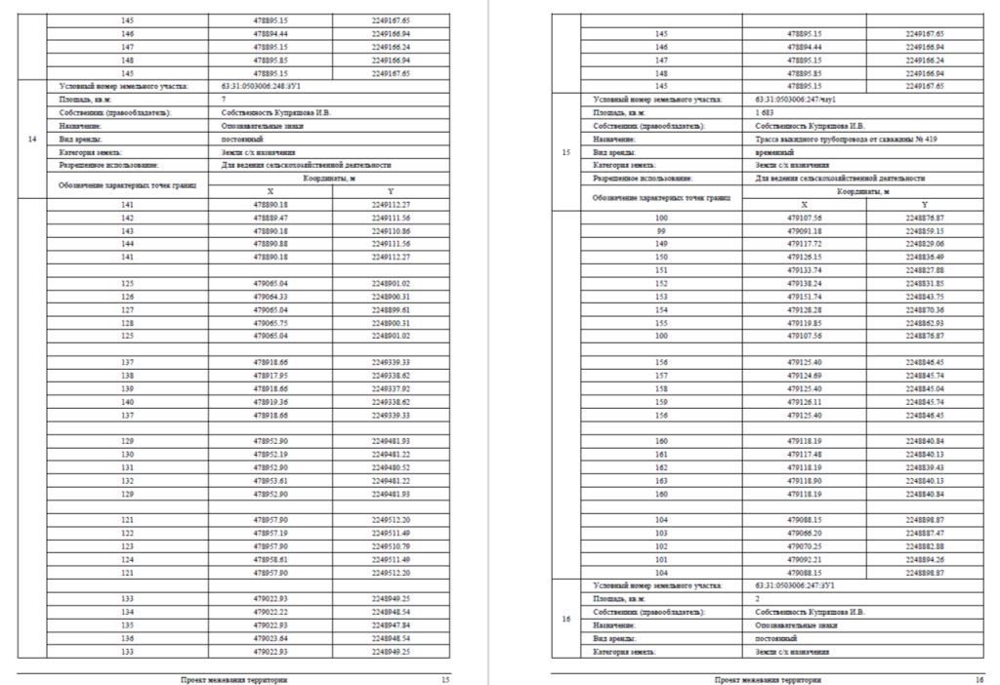 145 478895.15 2249167.65
146 478894.44 2249166.94
147 478895.15 2249166.24
148 478895.85 2249166.94
145 478895.15 2249167.65
14
Условный номер земельного участка: 63:31:0503006:248:ЗУ1
Площадь, кв.м: 7
Собственник (правообладатель): Собственность Купряшова И.В.
Назначение: Опознавательные знаки
Вид аренды: постоянный
Категория земель: Земли с/х назначения
Разрешенное использование: Для ведения сельскохозяйственной деятельности
Обозначение характерных точек границ Координаты, м
X Y
141 478890.18 2249112.27
142 478889.47 2249111.56
143 478890.18 2249110.86
144 478890.88 2249111.56
141 478890.18 2249112.27
125 479065.04 2248901.02
126 479064.33 2248900.31
127 479065.04 2248899.61
128 479065.75 2248900.31
125 479065.04 2248901.02
137 478918.66 2249339.33
138 478917.95 2249338.62
139 478918.66 2249337.92
140 478919.36 2249338.62
137 478918.66 2249339.33
129 478952.90 2249481.93
130 478952.19 2249481.22
131 478952.90 2249480.52
132 478953.61 2249481.22
129 478952.90 2249481.93
121 478957.90 2249512.20
122 478957.19 2249511.49
123 478957.90 2249510.79
124 478958.61 2249511.49
121 478957.90 2249512.20
133 479022.93 2248949.25
134 479022.22 2248948.54
135 479022.93 2248947.84
136 479023.64 2248948.54
133 479022.93 2248949.25
Проект межевания территории 15
145 478895.15 2249167.65
146 478894.44 2249166.94
147 478895.15 2249166.24
148 478895.85 2249166.94
145 478895.15 2249167.65
15
Условный номер земельного участка: 63:31:0503006:247/чзу1
Площадь, кв.м: 1 683
Собственник (правообладатель): Собственность Купряшова И.В.
Назначение: Трасса выкидного трубопровода от скважины № 419
Вид аренды: временный
Категория земель: Земли с/х назначения
Разрешенное использование: Для ведения сельскохозяйственной деятельности
Обозначение характерных точек границ Координаты, м
X Y
100 479107.56 2248876.87
99 479091.18 2248859.15
149 479117.72 2248829.06
150 479126.15 2248836.49
151 479133.74 2248827.88
152 479138.24 2248831.85
153 479151.74 2248843.75
154 479128.28 2248870.36
155 479119.85 2248862.93
100 479107.56 2248876.87
156 479125.40 2248846.45
157 479124.69 2248845.74
158 479125.40 2248845.04
159 479126.11 2248845.74
156 479125.40 2248846.45
160 479118.19 2248840.84
161 479117.48 2248840.13
162 479118.19 2248839.43
163 479118.90 2248840.13
160 479118.19 2248840.84
104 479088.15 2248898.87
103 479066.20 2248887.47
102 479070.25 2248882.88
101 479092.21 2248894.26
104 479088.15 2248898.87
16
Условный номер земельного участка: 63:31:0503006:247:ЗУ1
Площадь, кв.м: 2
Собственник (правообладатель): Собственность Купряшова И.В.
Назначение: Опознавательные знаки
Вид аренды: постоянный
Категория земель: Земли с/х назначения
Проект межевания территории 16